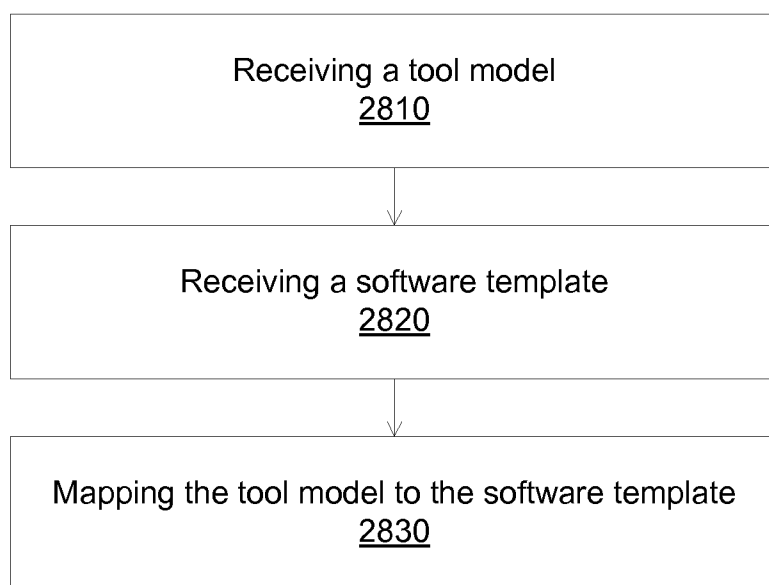 Receiving a tool model
2810
Receiving a software template
2820
Mapping the tool model to the software template
2830